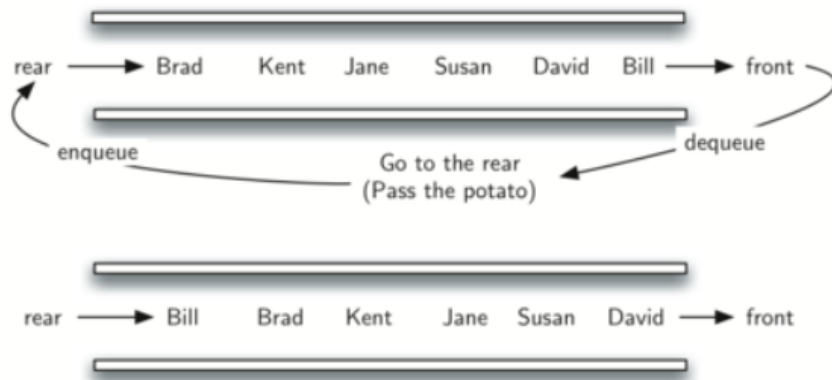 rear Brad Kent Jane Susan David Bill front
enqueue
dequeue
Go to the rear
(Pass the potato)
rear Bill Brad Kent Jane Susan David front